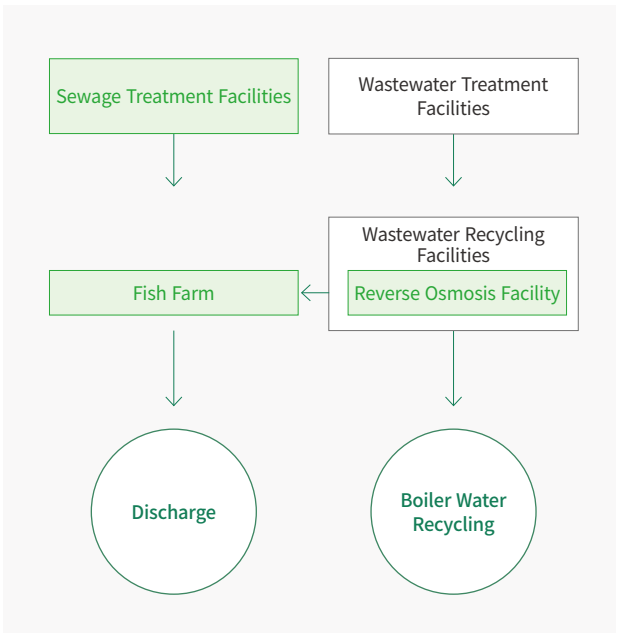 Sewage Treatment Facilities
Wastewater Treatment
Facilities
Wastewater Recycling
Facilities
Fish Farm
Reverse Osmosis Facility
Discharge
Boiler Water
Recycling